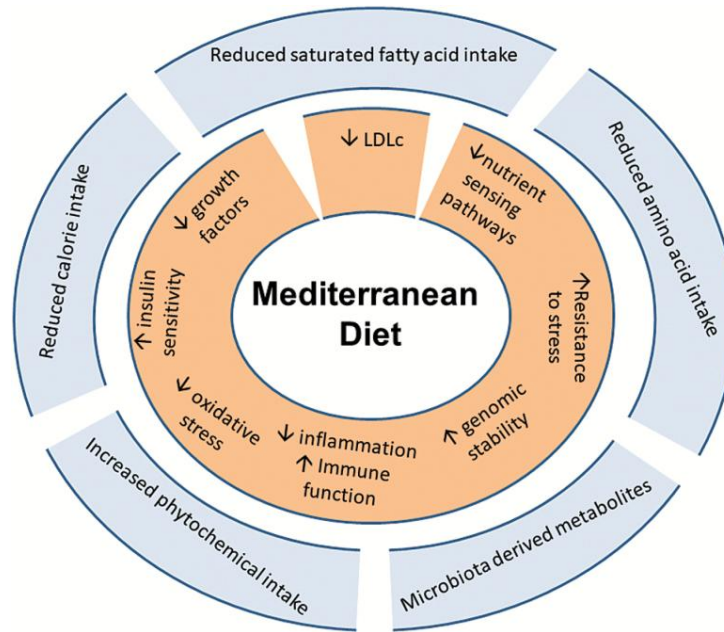 Reduced saturated fatty acid intake
Reduced amino acid intake
Microbiota derived metabolites
Increased phytochemical intake
Reduced calorie intake
↓ LDLc
↓nutrient
sensing
pathways
↑Resistance
to stress
↑ genomic
stability
↓ inflammation
↑ Immune
function
↓ oxidative
stress
↑ insulin
sensitivity
↓ growth
factors
Mediterranean
Diet